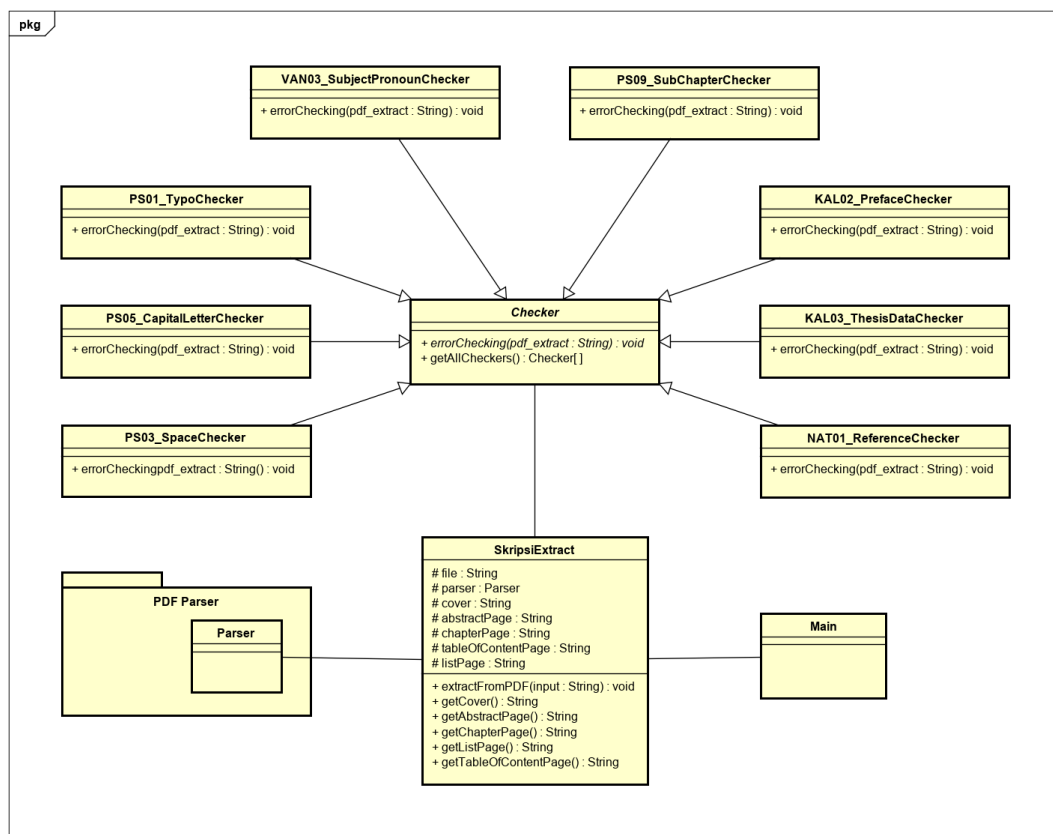 pkg
VAN03_SubjectPronounChecker
+ errorChecking(pdf_extract : String) : void
PS09_SubChapterChecker
+ errorChecking(pdf_extract : String) : void
PS01_TypoChecker
+ errorChecking(pdf_extract : String) : void
KAL02_PrefaceChecker
+ errorChecking(pdf_extract : String) : void
Checker
+ errorChecking(pdf_extract : String) : void
+ getAllCheckers() : Checker[ ]
PS05_CapitalLetterChecker
+ errorChecking(pdf_extract : String) : void
KAL03_ThesisDataChecker
+ errorChecking(pdf_extract : String) : void
PS03_SpaceChecker
+ errorCheckingpdf_extract : String() : void
NAT01_ReferenceChecker
+ errorChecking(pdf_extract : String) : void
SkripsiExtract
# file : String
# parser : Parser
# cover : String
# abstractPage : String
# chapterPage : String
# tableOfContentPage : String
# listPage : String
+ extractFromPDF(input : String) : void
+ getCover() : String
+ getAbstractPage() : String
+ getChapterPage() : String
+ getListPage() : String
+ getTableOfContentPage() : String
PDF Parser
Parser
Main